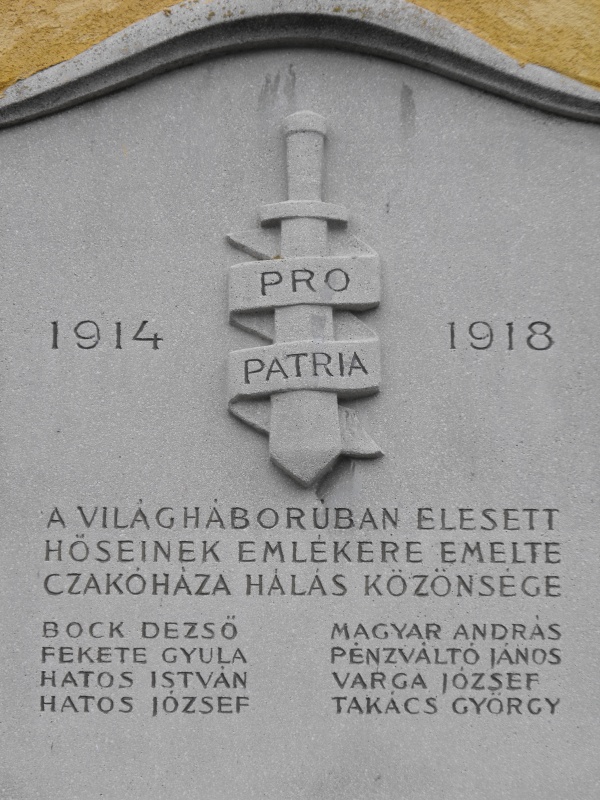 PRO
PATRIA
1914 1918
A VILÁGHÁBORÚBAN ELESETT
HŐSEINEK EMLÉKÉRE EMELTE
CZAKÓHÁZA HÁLÁS KÖZÖNSÉGE
BOCK DEZSŐ
FEKETE GYULA
HATOS ISTVÁN
HATOS JÓZSEF
MAGYAR ANDRÁS
PÉNZVÁLTÓ JÁNOS
VARGA JÓZSEF
TAKÁCS GYÖRGY